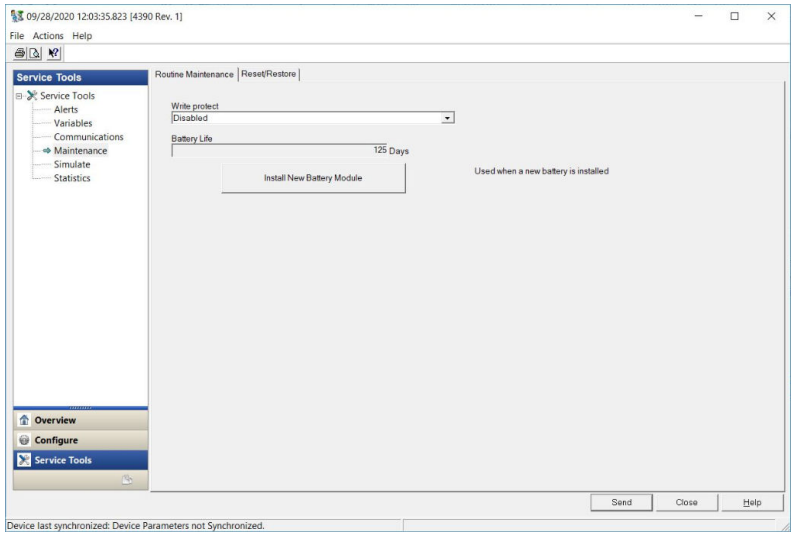 09/28/2020 12:03:35.823 [4390 Rev. 1]
File Actions Help
Service Tools
Service Tools
Alerts
Variables
Communications
Maintenance
Simulate
Statistics
Overview
Configure
Service Tools
Routine Maintenance Reset/Restore
Write protect
Disabled
Battery Life
125 Days
Install New Battery Module
Used when a new battery is installed
Send Close Help
Device last synchronized: Device Parameters not Synchronized.